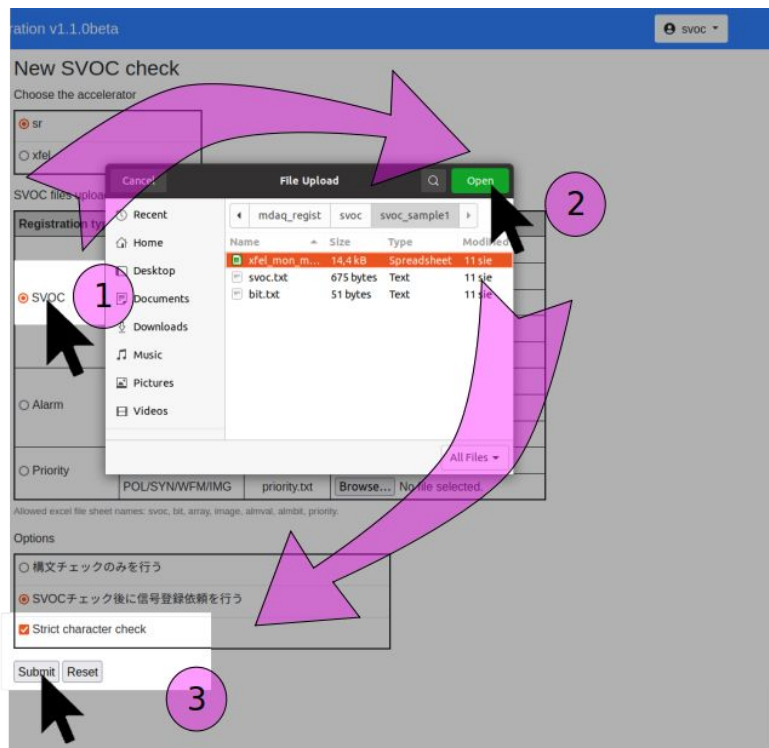 ration v1.1.0beta
svoc
New SVOC check
Choose the accelerator
sr
xfel
SVOC files
Registration
Cancel
File Upload
Open
2
Recent
Home
Desktop
Documents
Downloads
Music
Pictures
Videos
mdaq_regist svoc svoc_sample1
Name Size Type Modified
xfel_mon_m... 14,4 kB Spreadsheet 11 sie
svoc.txt 675 bytes Text 11 sie
bit.txt 51 bytes Text 11 sie
All Files
SVOC
1
Alarm
Priority
POL/SYN/WFM/IMG priority.txt Browse... No file selected.
Allowed excel file sheet names: svoc, bit, array, image, almval, almbit, priority.
Options
構文チェックのみを行う
SVOCチェック後に信号登録依頼を行う
Strict character check
Submit Reset
3